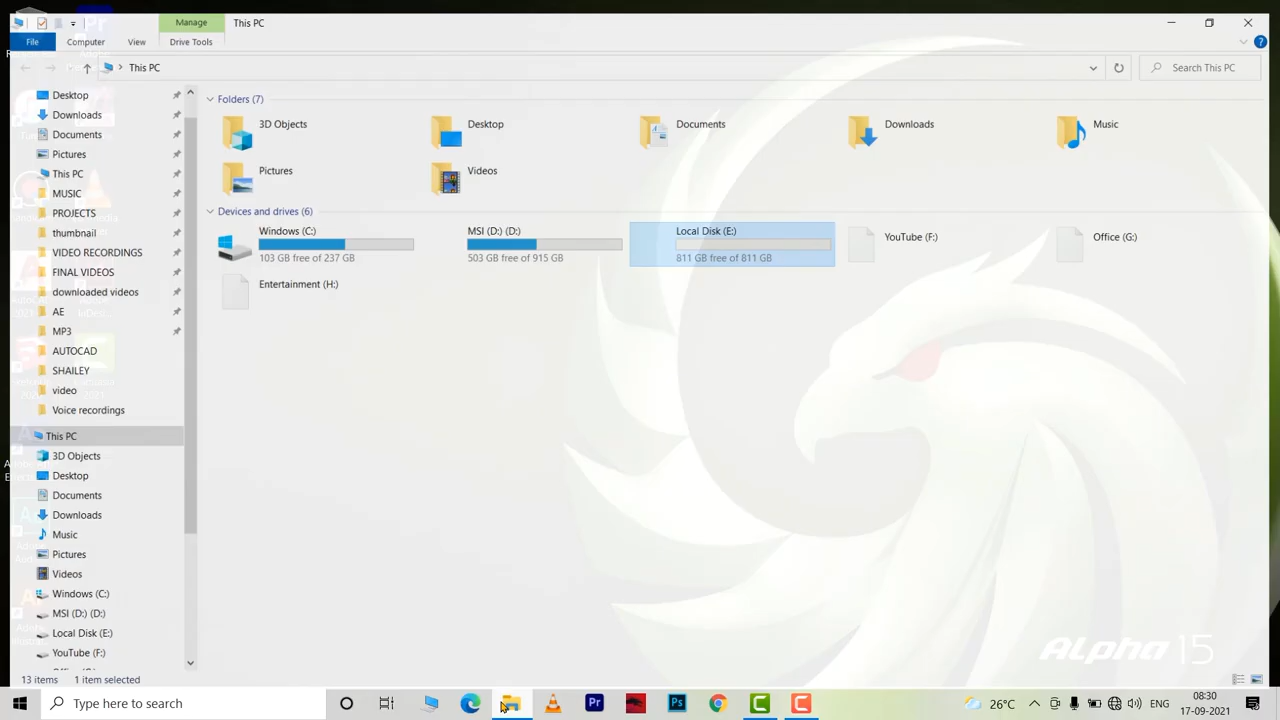 Manage
This PC
File
Computer
View
Drive Tools
This PC
Search This PC
Desktop
Downloads
Documents
Pictures
This PC
MUSIC
PROJECTS
thumbnail
VIDEO RECORDINGS
FINAL VIDEOS
downloaded videos
AE
MP3
AUTOCAD
SHAILEY
video
Voice recordings
This PC
3D Objects
Desktop
Documents
Downloads
Music
Pictures
Videos
Windows (C:)
MSI (D:) (D:)
Local Disk (E:)
YouTube (F:)
Folders (7)
3D Objects
Desktop
Documents
Downloads
Music
Pictures
Videos
Devices and drives (6)
Windows (C:)
103 GB free of 237 GB
MSI (D:) (D:)
503 GB free of 915 GB
Local Disk (E:)
811 GB free of 811 GB
YouTube (F:)
Office (G:)
Entertainment (H:)
ALPHA 15
13 items
1 item selected
Type here to search
Pr
Ps
26°C
ENG
08:30
17-09-2021